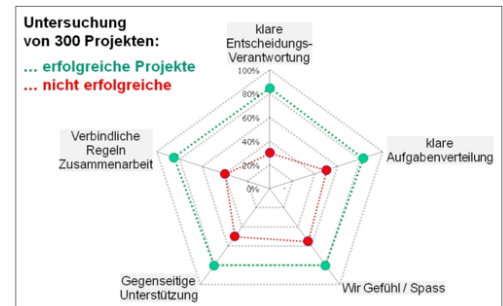 Untersuchung
von 300 Projekten:
... erfolgreiche Projekte
... nicht erfolgreiche
klare
Entscheidungs-
Verantwortung
100%
80%
60%
40%
20%
0%
klare
Aufgabenverteilung
Wir Gefühl / Spass
Gegenseitige
Unterstützung
Verbindliche
Regeln
Zusammenarbeit